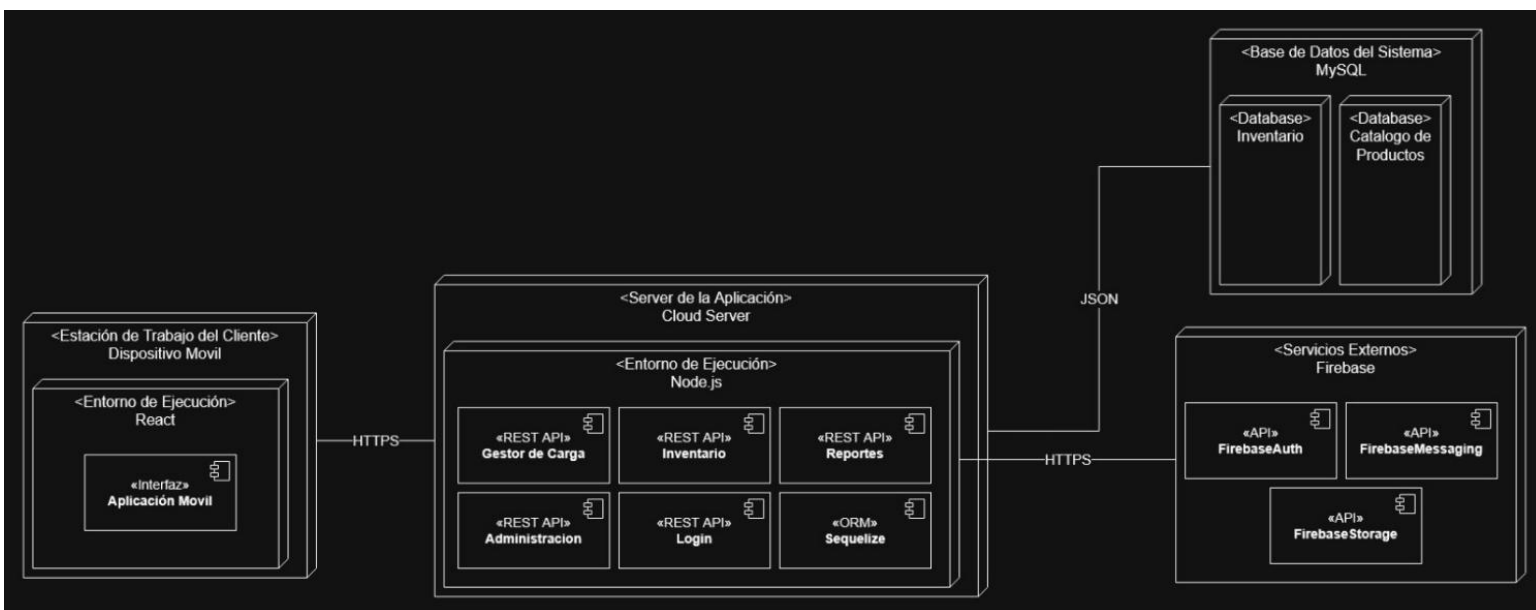 <Base de Datos del Sistema>
MySQL
<Database>
Inventario
<Database>
Catalogo de
Productos
JSON
<Server de la Aplicación>
Cloud Server
<Entorno de Ejecución>
Node.js
«REST API»
Gestor de Carga
«REST API»
Inventario
«REST API»
Reportes
«REST API»
Administracion
«REST API»
Login
«ORM»
Sequelize
<Estación de Trabajo del Cliente>
Dispositivo Movil
<Entorno de Ejecución>
React
«Interfaz»
Aplicación Movil
HTTPS
HTTPS
<Servicios Externos>
Firebase
«API»
FirebaseAuth
«API»
FirebaseMessaging
«API»
FirebaseStorage